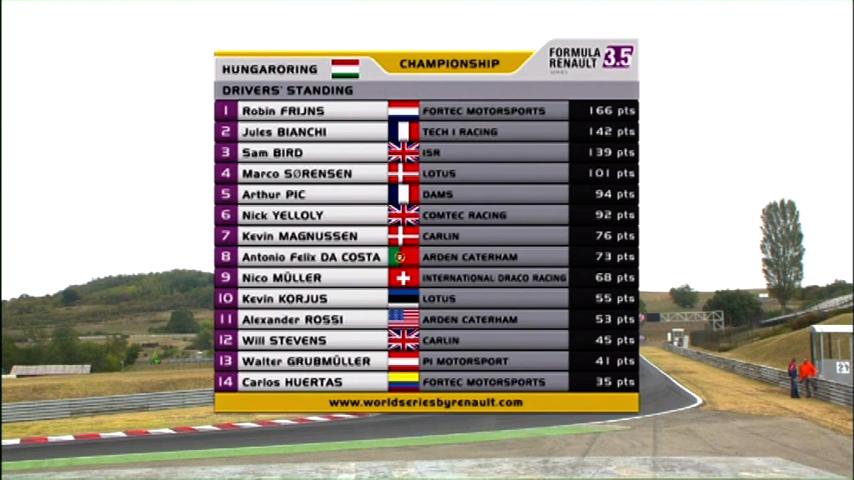 HUNGARORING CHAMPIONSHIP FORMULA RENAULT 3.5 SERIES
DRIVERS' STANDING
1 Robin FRIJNS FORTEC MOTORSPORTS 166 pts
2 Jules BIANCHI TECH 1 RACING 142 pts
3 Sam BIRD ISR 139 pts
4 Marco SØRENSEN LOTUS 101 pts
5 Arthur PIC DAMS 94 pts
6 Nick YELLOLY COMTEC RACING 92 pts
7 Kevin MAGNUSSEN CARLIN 76 pts
8 Antonio Felix DA COSTA ARDEN CATERHAM 73 pts
9 Nico MÜLLER INTERNATIONAL DRACO RACING 68 pts
10 Kevin KORJUS LOTUS 55 pts
11 Alexander ROSSI ARDEN CATERHAM 53 pts
12 Will STEVENS CARLIN 45 pts
13 Walter GRUBMÜLLER P1 MOTORSPORT 41 pts
14 Carlos HUERTAS FORTEC MOTORSPORTS 35 pts
www.worldseriesbyrenault.com